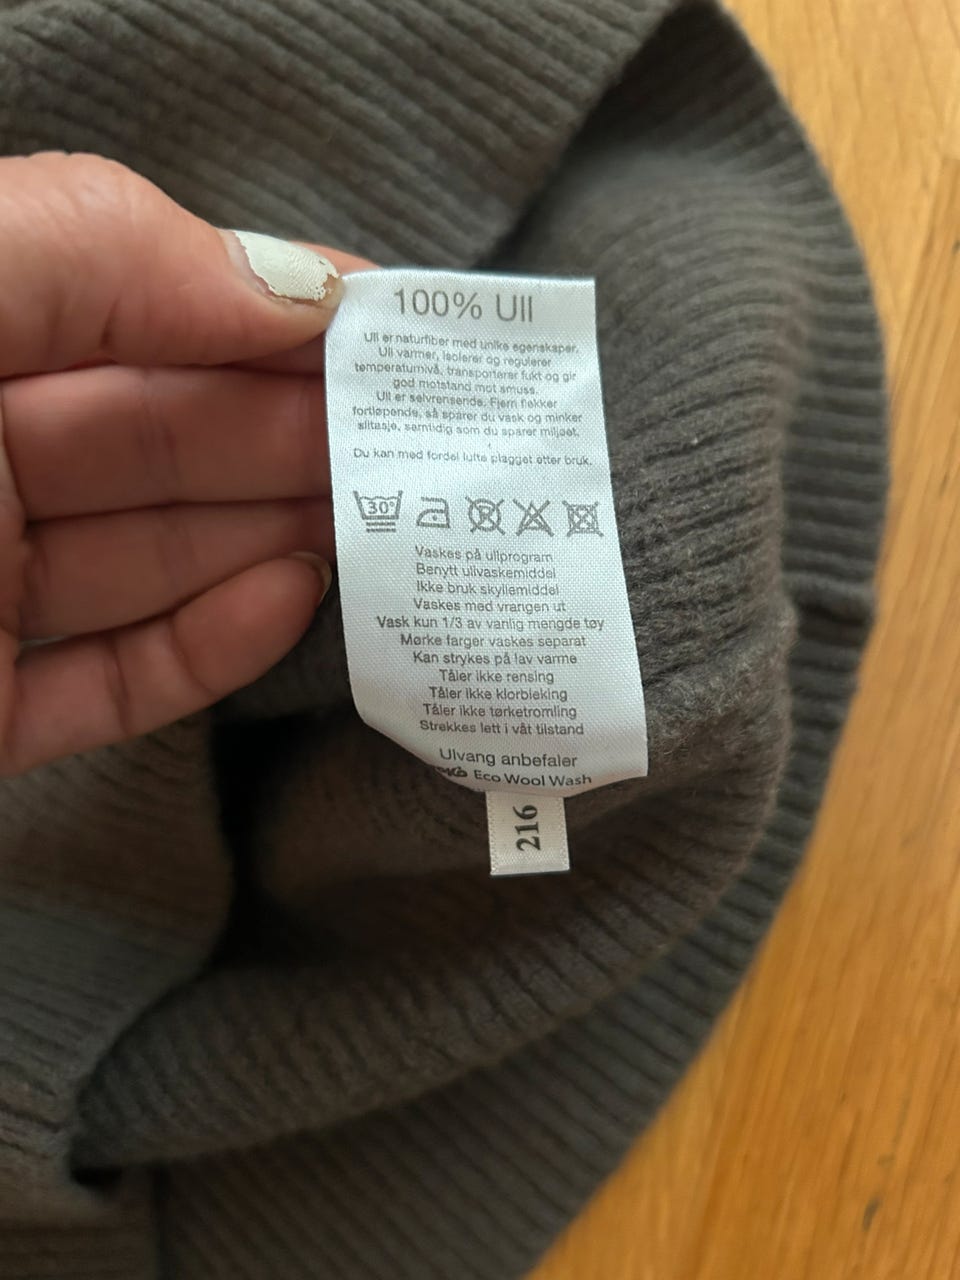 100% Ull
Ull er naturfiber med unike egenskaper.
Ull varmer, isolerer og regulerer
temperaturnivå, transporterer fukt og gir
god motstand mot smuss.
Ull er selvrensende. Fjern flekker
fortløpende, så sparer du vask og minker
slitasje, samtidig som du sparer miljøet.
Du kan med fordel lufte plagget etter bruk.
30°
Vaskes på ullprogram
Benytt ullvaskemiddel
Ikke bruk skyllemiddel
Vaskes med vrangen ut
Vask kun 1/3 av vanlig mengde tøy
Mørke farger vaskes separat
Kan strykes på lav varme
Tåler ikke rensing
Tåler ikke klorbleking
Tåler ikke tørketromling
Strekkes lett i våt tilstand
Ulvang anbefaler
Eco Wool Wash
216